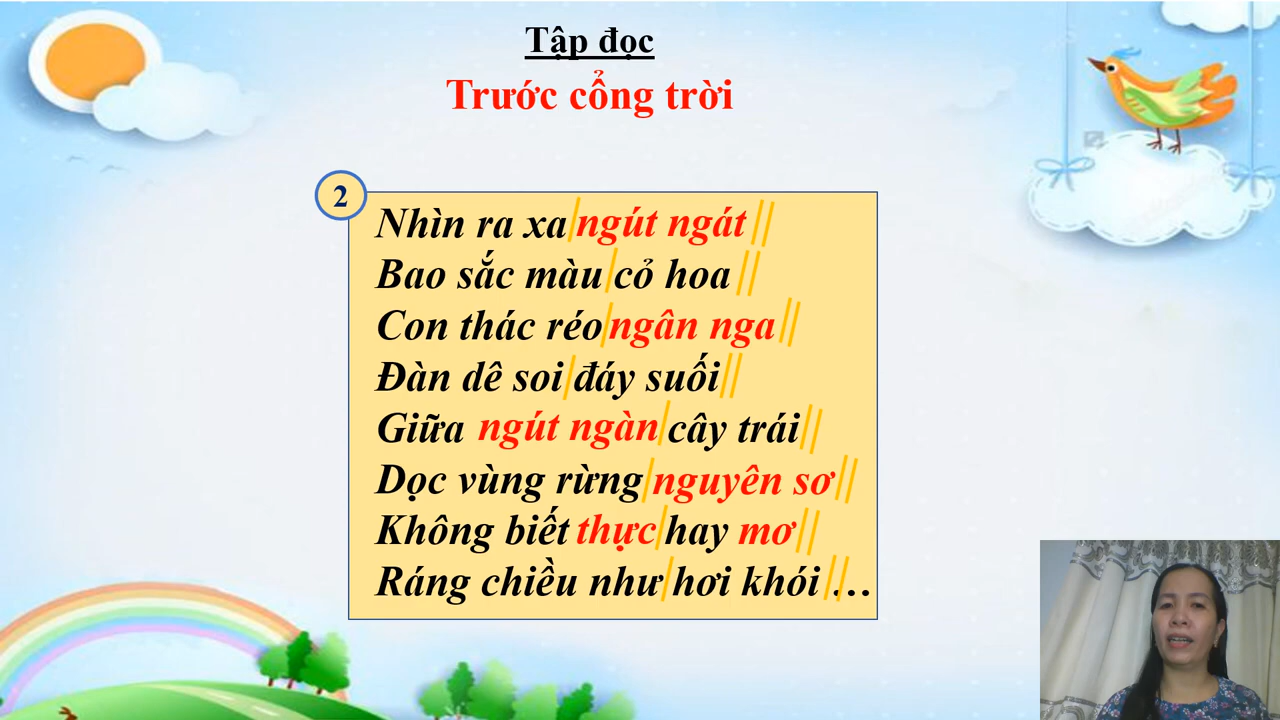 Tập đọc
Trước cổng trời
2
Nhìn ra xa/ngút ngát//
Bao sắc màu/cỏ hoa//
Con thác réo/ngân nga//
Đàn dê soi/đáy suối//
Giữa ngút ngàn/cây trái//
Dọc vùng rừng/nguyên sơ//
Không biết thực/hay mơ//
Ráng chiều như/hơi khói//...